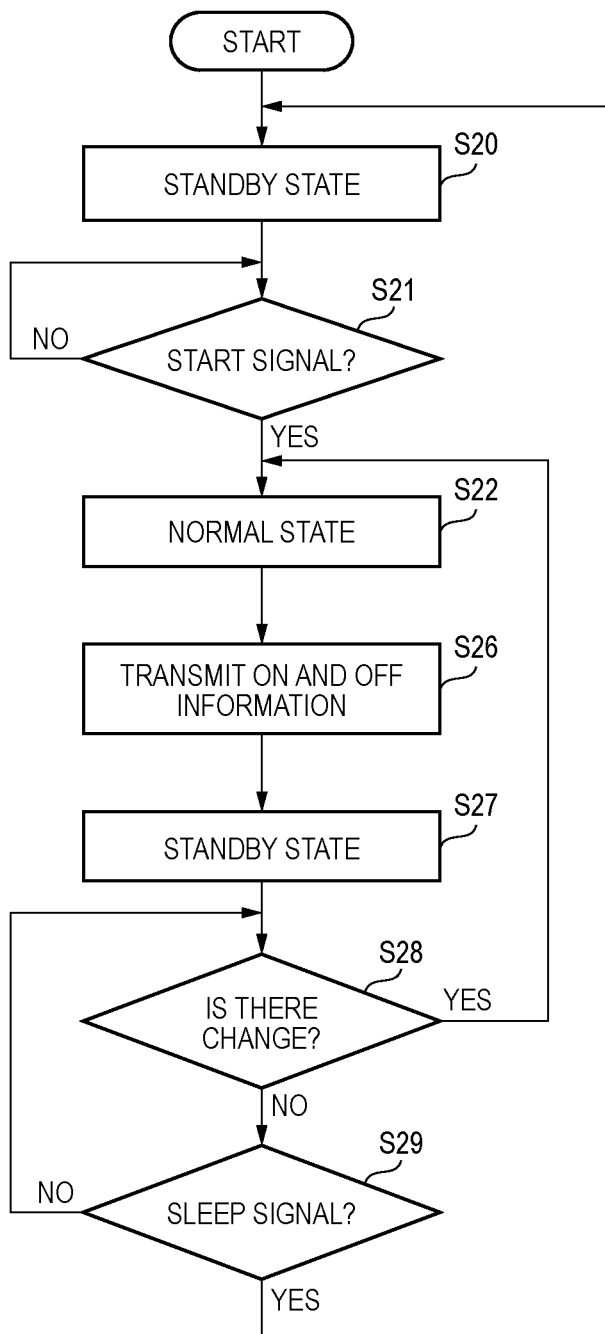 START
S20
STANDBY STATE
S21
NO
START SIGNAL?
YES
S22
NORMAL STATE
S26
TRANSMIT ON AND OFF
INFORMATION
S27
STANDBY STATE
S28
YES
IS THERE
CHANGE?
NO
S29
NO
SLEEP SIGNAL?
YES